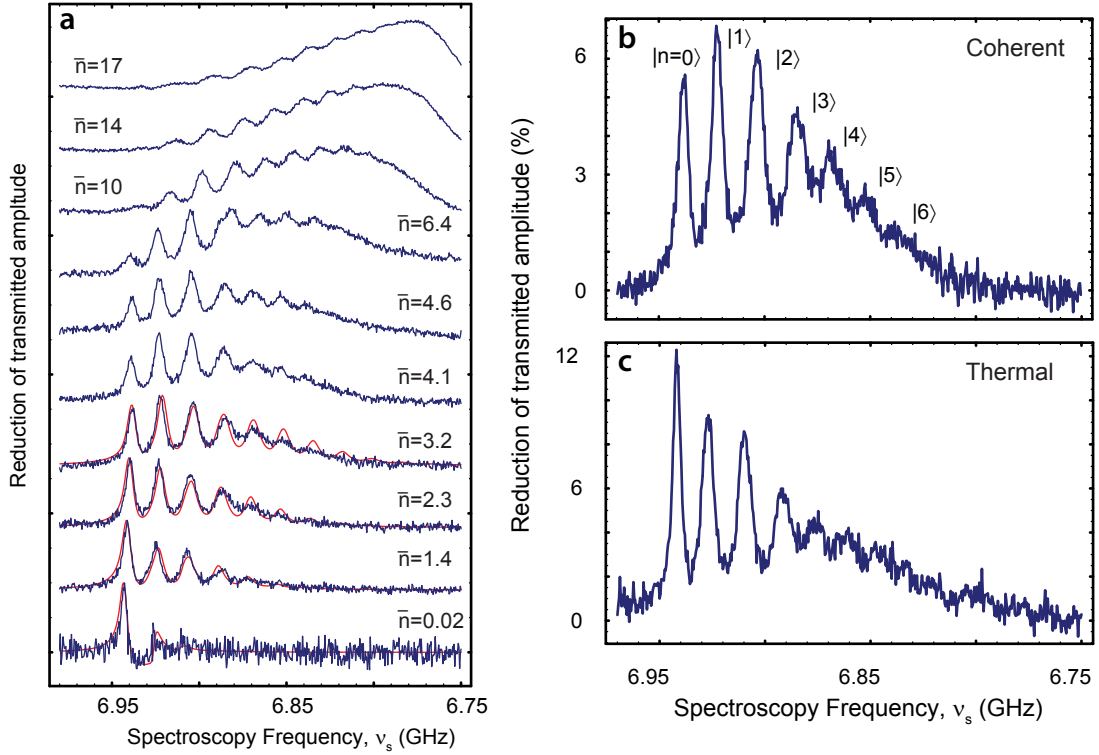 a
n̅=17
n̅=14
n̅=10
n̅=6.4
n̅=4.6
n̅=4.1
n̅=3.2
n̅=2.3
n̅=1.4
n̅=0.02
Reduction of transmitted ampltude
6.95
6.85
6.75
Spectroscopy Frequency, νs (GHz)
b
Coherent
|n=0⟩
|1⟩
|2⟩
|3⟩
|4⟩
|5⟩
|6⟩
6
3
0
c
Thermal
12
6
0
Reduction of transmitted amplitude (%)
6.95
6.85
6.75
Spectroscopy Frequency, νs (GHz)